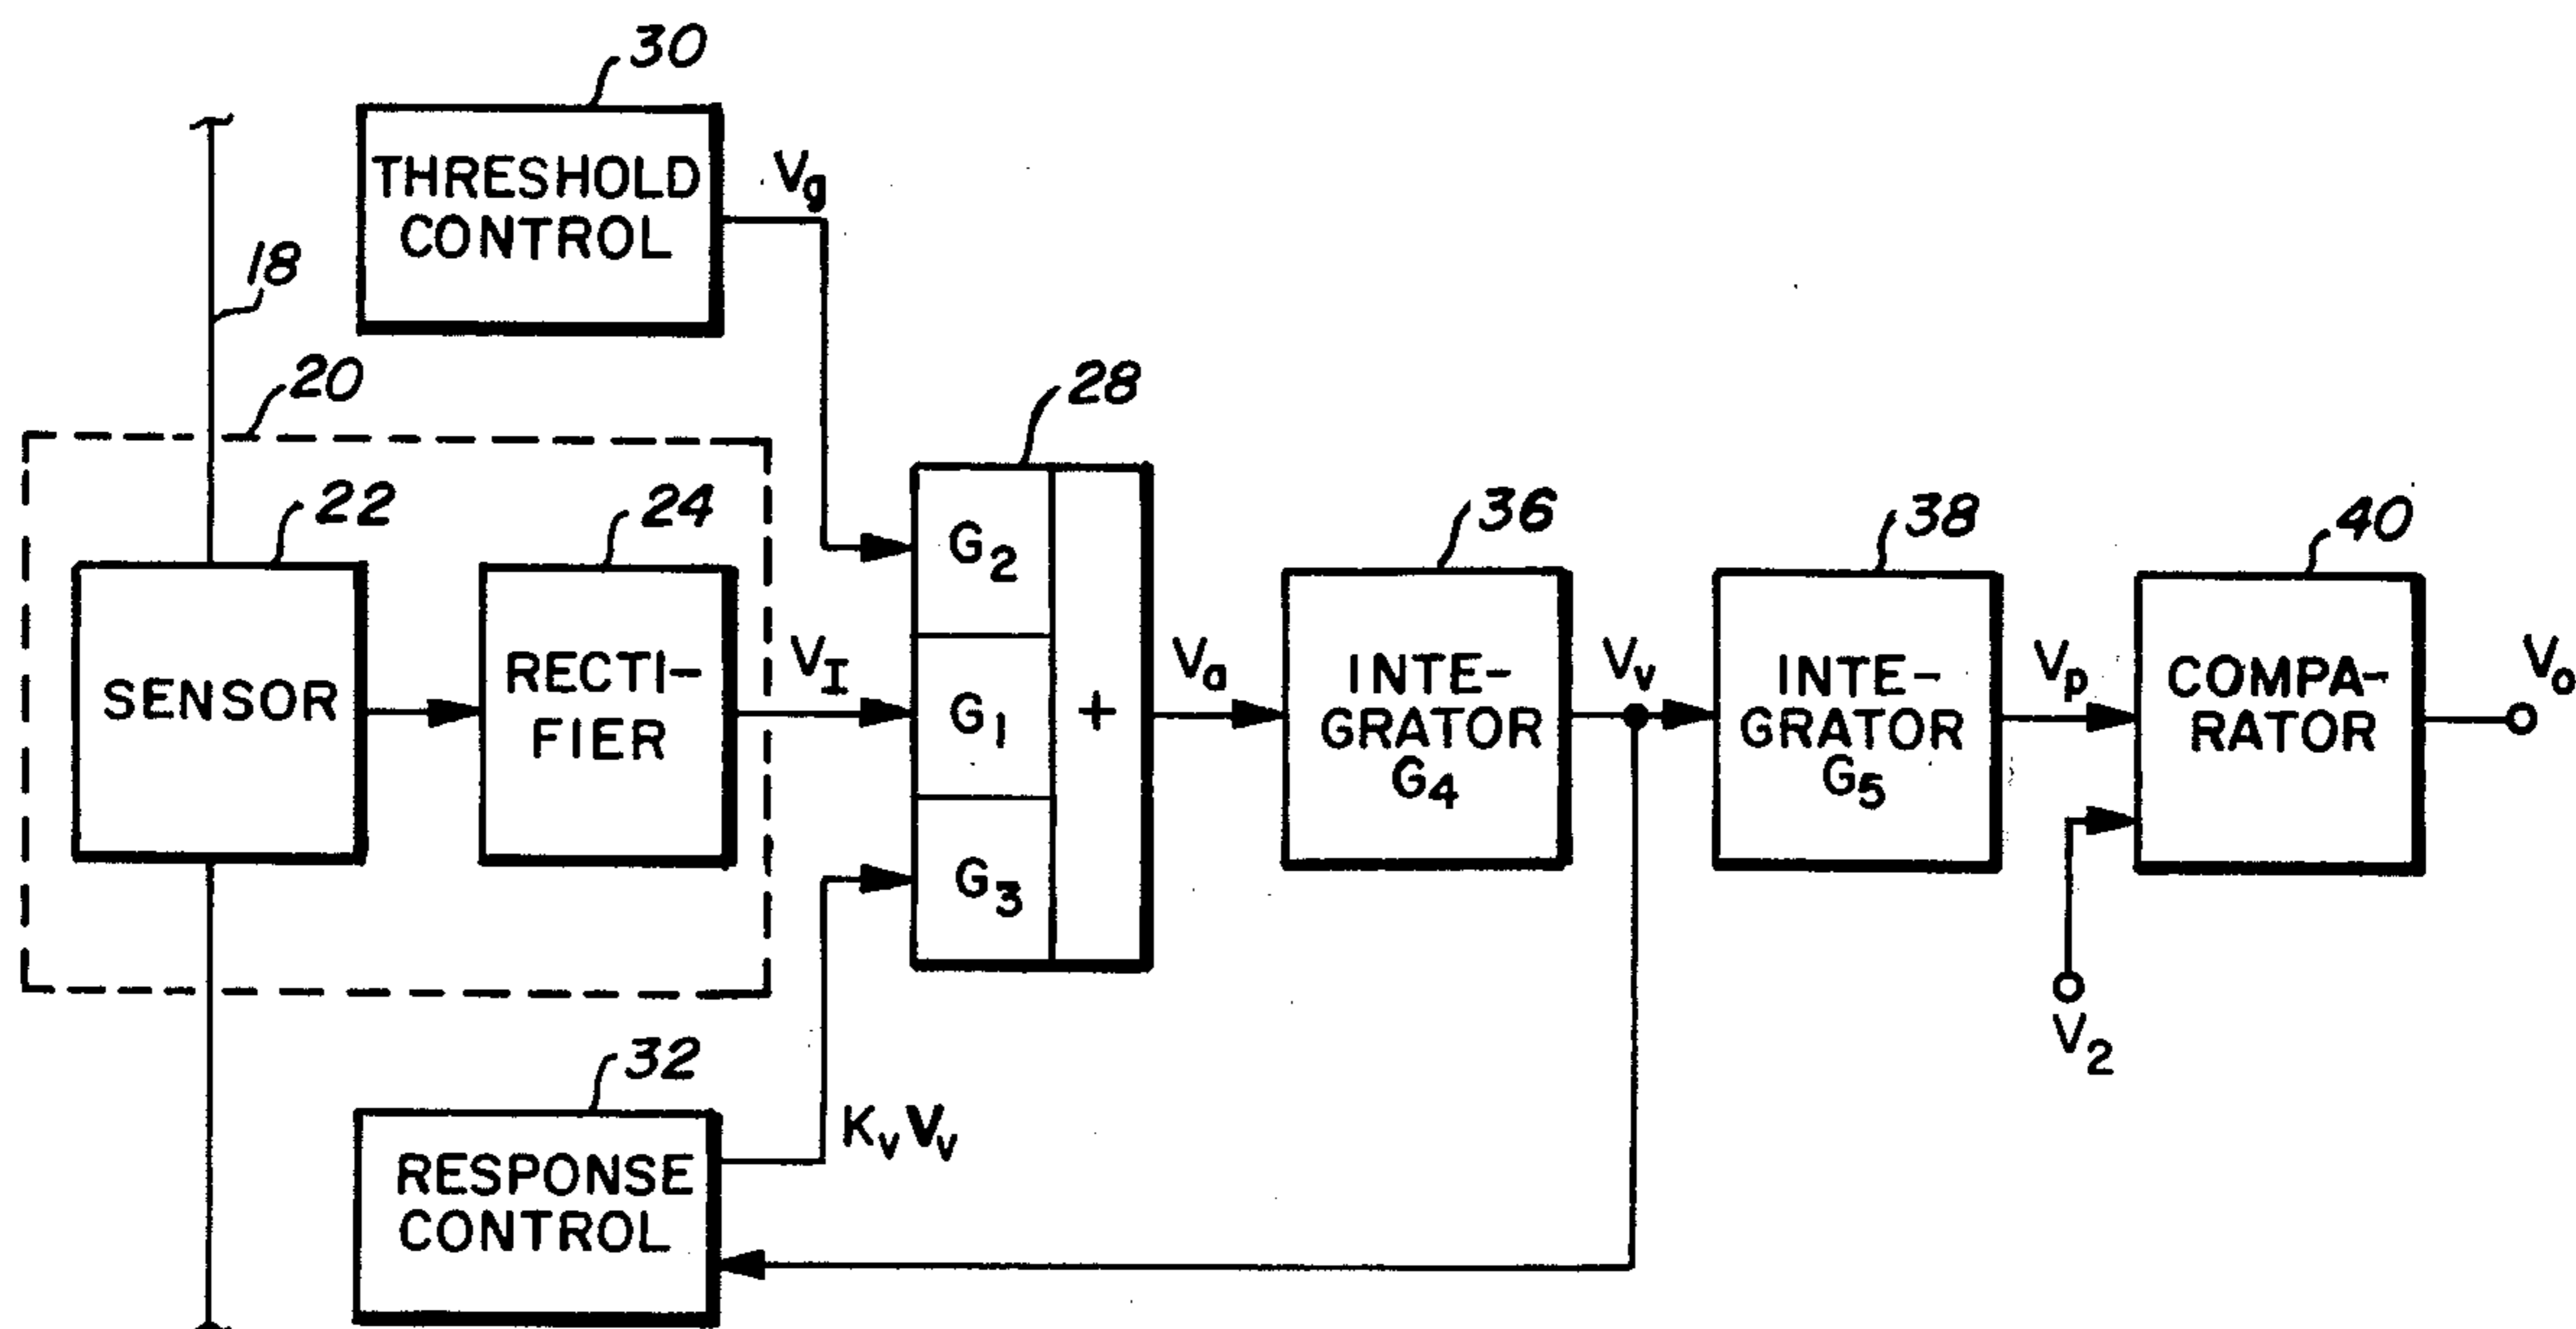 30
THRESHOLD
CONTROL
Vg
18
20
28
22
24
36
38
40
SENSOR
RECTI-
FIER
VI
G2
G1
G3
+
Va
INTE-
GRATOR
G4
Vv
INTE-
GRATOR
G5
Vp
COMPA-
RATOR
Vo
V2
32
RESPONSE
CONTROL
KvVv